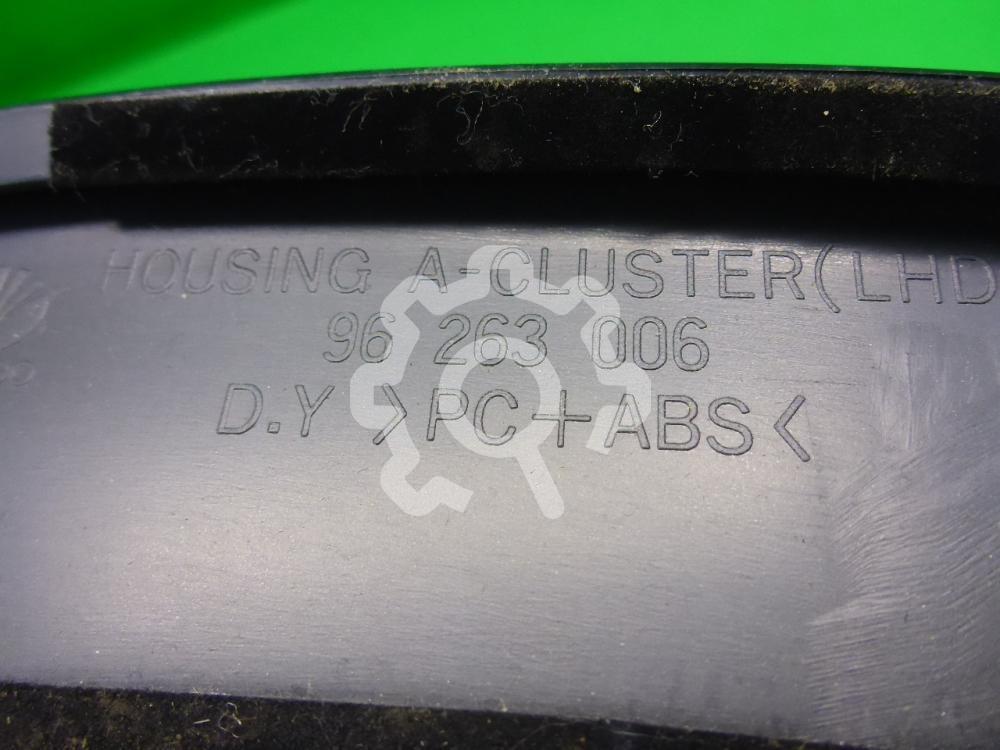 HOUSING A-CLUSTER(LHD
96 263 006
D.Y >PC+ABS<